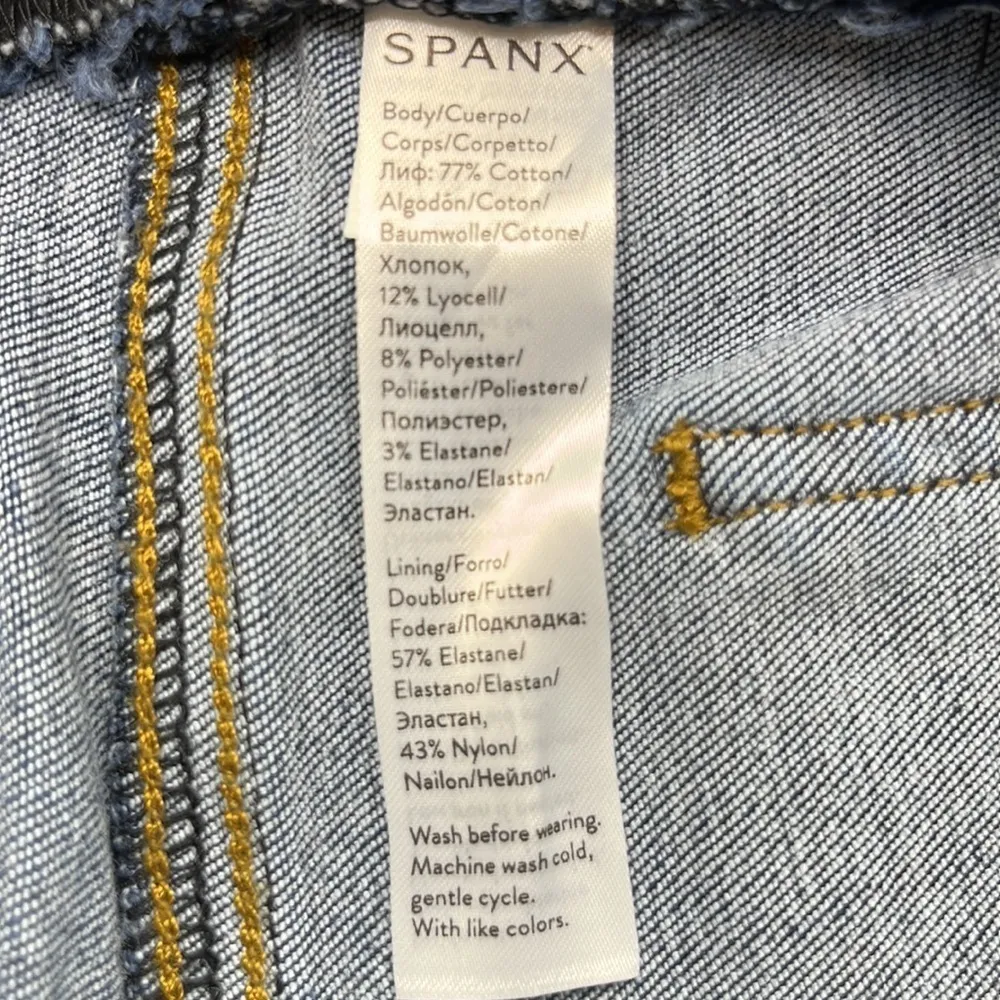 SPANX
Body/Cuerpo/
Corps/Corpetto/
Лиф: 77% Cotton/
Algodón/Coton/
Baumwolle/Cotone/
Хлопок,
12% Lyocell/
Лиоцелл,
8% Polyester/
Poliéster/Poliestere/
Полиэстер,
3% Elastane/
Elastano/Elastan/
Эластан.
Lining/Forro/
Doublure/Futter/
Fodera/Подкладка:
57% Elastane/
Elastano/Elastan/
Эластан,
43% Nylon/
Nailon/Нейлон.
Wash before wearing.
Machine wash cold,
gentle cycle.
With like colors.